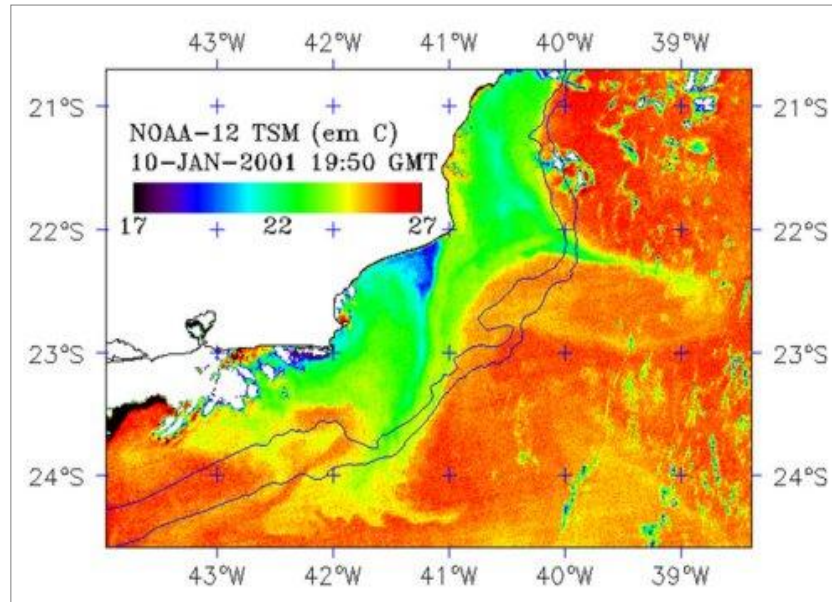 43°W 42°W 41°W 40°W 39°W
21°S 21°S
NOAA-12 TSM (em C)
10-JAN-2001 19:50 GMT
17 22 27
22°S 22°S
23°S 23°S
24°S 24°S
43°W 42°W 41°W 40°W 39°W